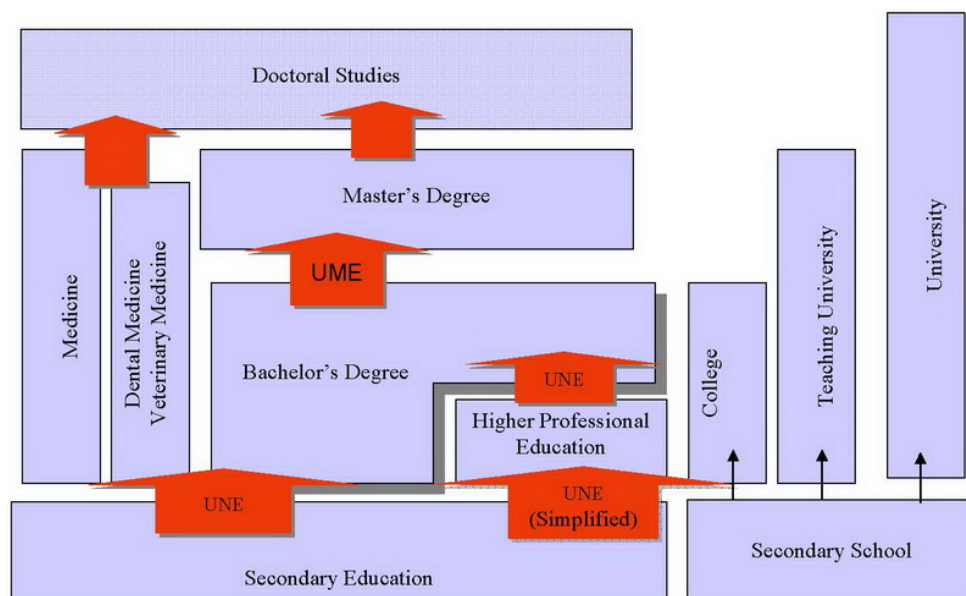 Doctoral Studies
Master's Degree
UME
Bachelor's Degree
UNE
Higher Professional
Education
Medicine
Dental Medicine
Veterinary Medicine
UNE
UNE
(Simplified)
Secondary Education
College
Teaching University
University
Secondary School